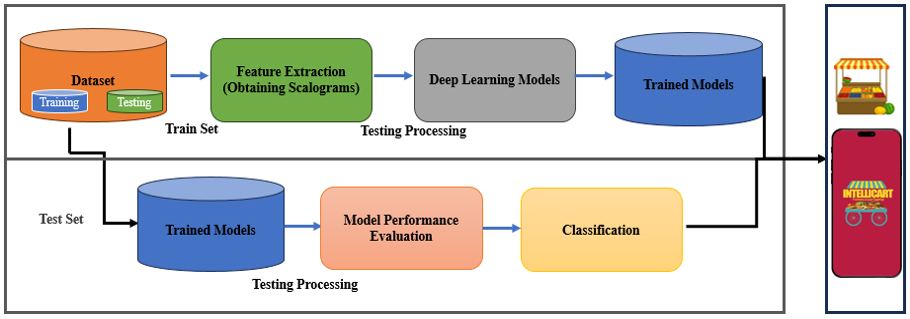 Dataset
Training
Testing
Feature Extraction
(Obtaining Scalograms)
Deep Learning Models
Trained Models
Train Set
Testing Processing
Test Set
Trained Models
Model Performance
Evaluation
Classification
Testing Processing
INTELLICART